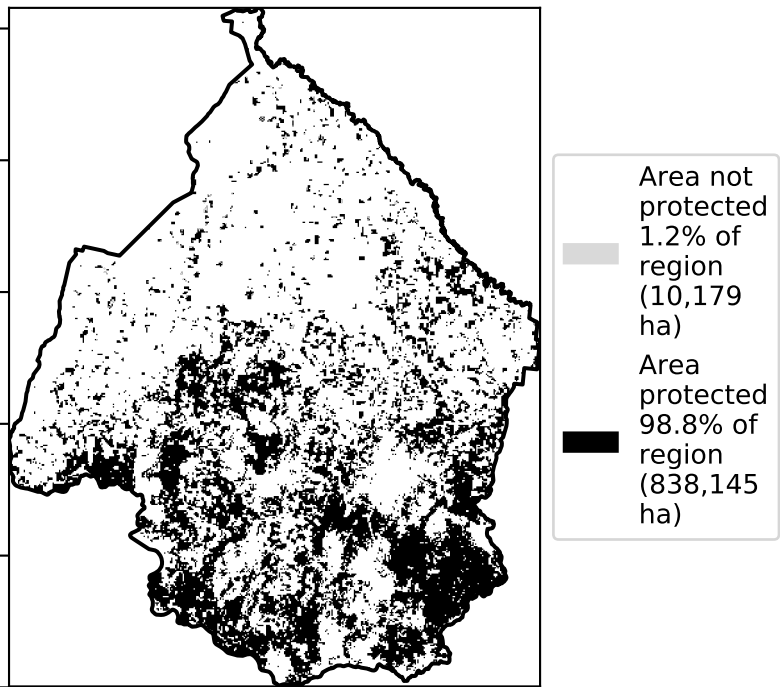 Area not
protected
1.2% of
region
(10,179
ha)
Area
protected
98.8% of
region
(838,145
ha)